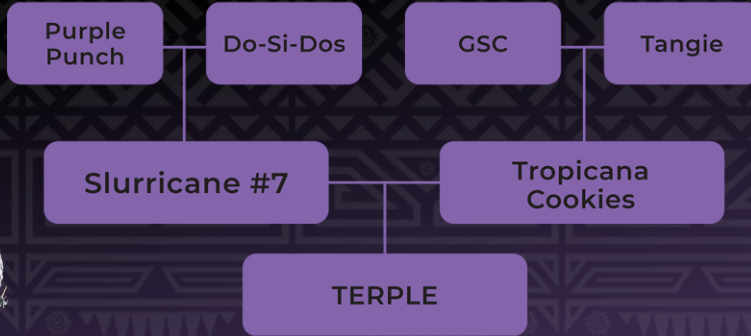 Purple
Punch
Do-Si-Dos
GSC
Tangie
Slurricane #7
Tropicana
Cookies
TERPLE